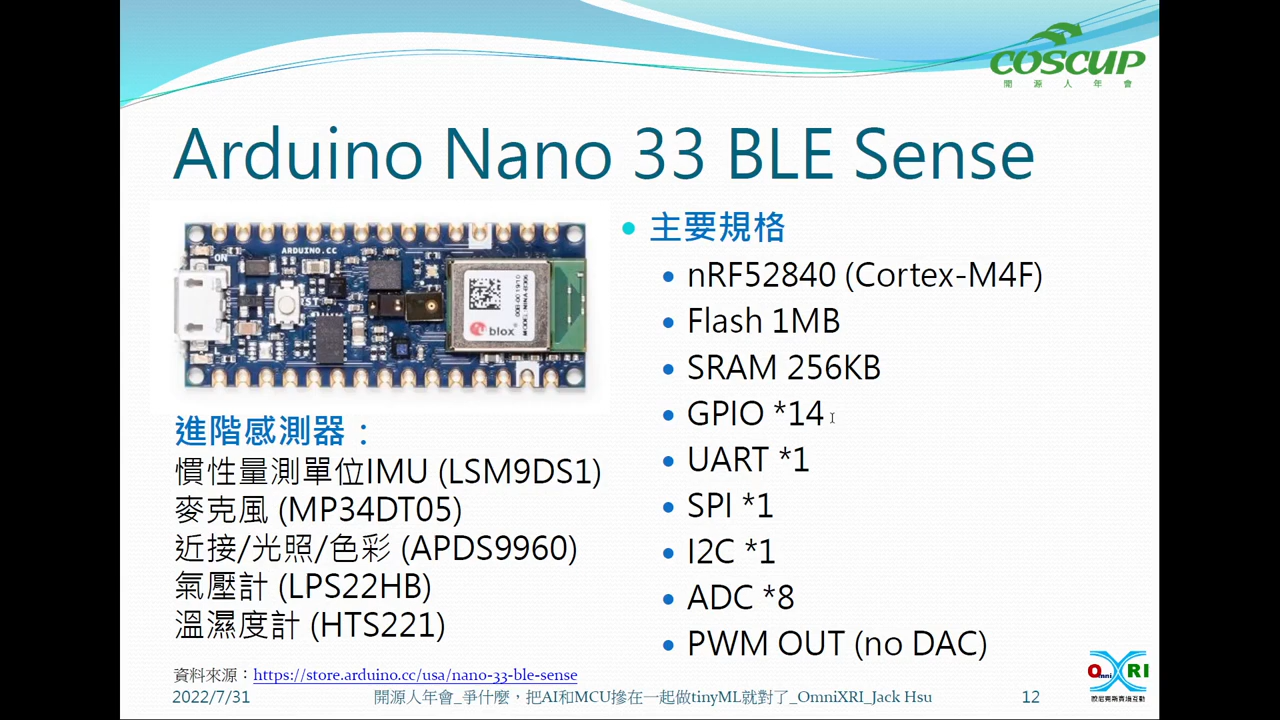 COSCUP
開源人年會
Arduino Nano 33 BLE Sense
ARDUINO.CC
ON
RST
blox
主要規格
nRF52840 (Cortex-M4F)
Flash 1MB
SRAM 256KB
GPIO *14
UART *1
SPI *1
I2C *1
ADC *8
PWM OUT (no DAC)
進階感測器：
慣性量測單位IMU (LSM9DS1)
麥克風 (MP34DT05)
近接/光照/色彩 (APDS9960)
氣壓計 (LPS22HB)
溫濕度計 (HTS221)
資料來源：https://store.arduino.cc/usa/nano-33-ble-sense
2022/7/31
開源人年會_爭什麼，把AI和MCU摻在一起做tinyML就對了_OmniXRI_Jack Hsu
12
OmniXRI